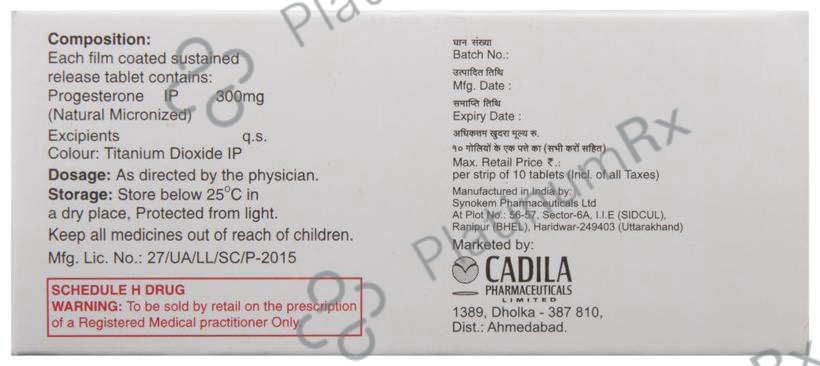 Composition:
Each film coated sustained
release tablet contains:
Progesterone IP 300mg
(Natural Micronized)
Excipients q.s.
Colour: Titanium Dioxide IP
Dosage: As directed by the physician.
Storage: Store below 25°C in
a dry place, Protected from light.
Keep all medicines out of reach of children.
Mfg. Lic. No.: 27/UA/LL/SC/P-2015
SCHEDULE H DRUG
WARNING: To be sold by retail on the prescription
of a Registered Medical practitioner Only.
घान संख्या
Batch No.:
उत्पादित तिथि
Mfg. Date :
समाप्ति तिथि
Expiry Date :
अधिकतम खुदरा मूल्य रु.
१० गोलियों के एक पत्ते का (सभी करों सहित)
Max. Retail Price ₹.:
per strip of 10 tablets (Incl. of all Taxes)
Manufactured in India by:
Synokem Pharmaceuticals Ltd
At Plot No.: 56-57, Sector-6A, I.I.E (SIDCUL),
Ranipur (BHEL), Haridwar-249403 (Uttarakhand)
Marketed by:
CADILA
PHARMACEUTICALS
LIMITED
1389, Dholka - 387 810,
Dist.: Ahmedabad.
PlatinumRx
PlatinumRx
Rx